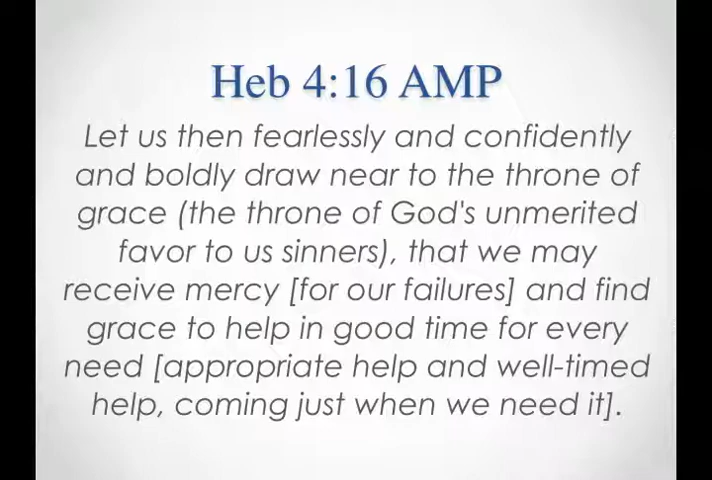 Heb 4:16 AMP
Let us then fearlessly and confidently
and boldly draw near to the throne of
grace (the throne of God's unmerited
favor to us sinners), that we may
receive mercy [for our failures] and find
grace to help in good time for every
need [appropriate help and well-timed
help, coming just when we need it].